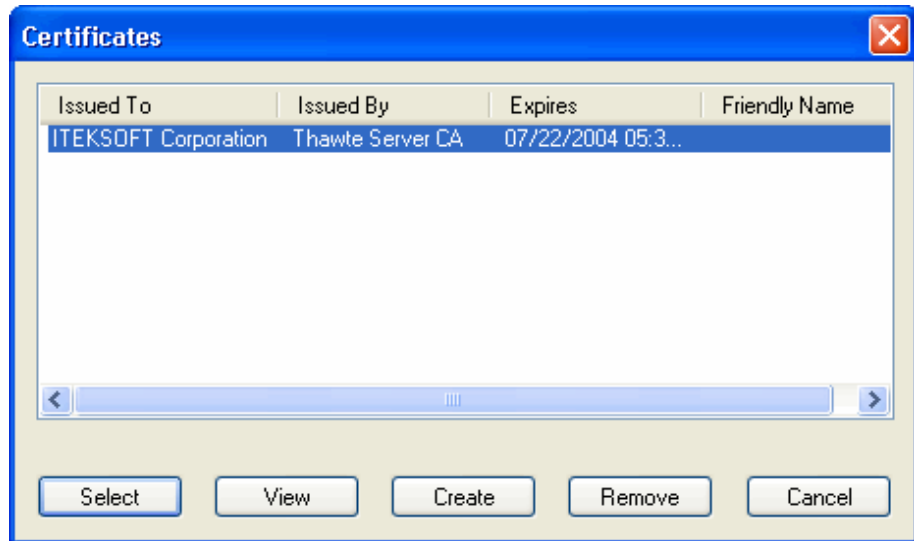 Certificates
Issued To Issued By Expires Friendly Name
ITEKSOFT Corporation Thawte Server CA 07/22/2004 05:3...
Select View Create Remove Cancel